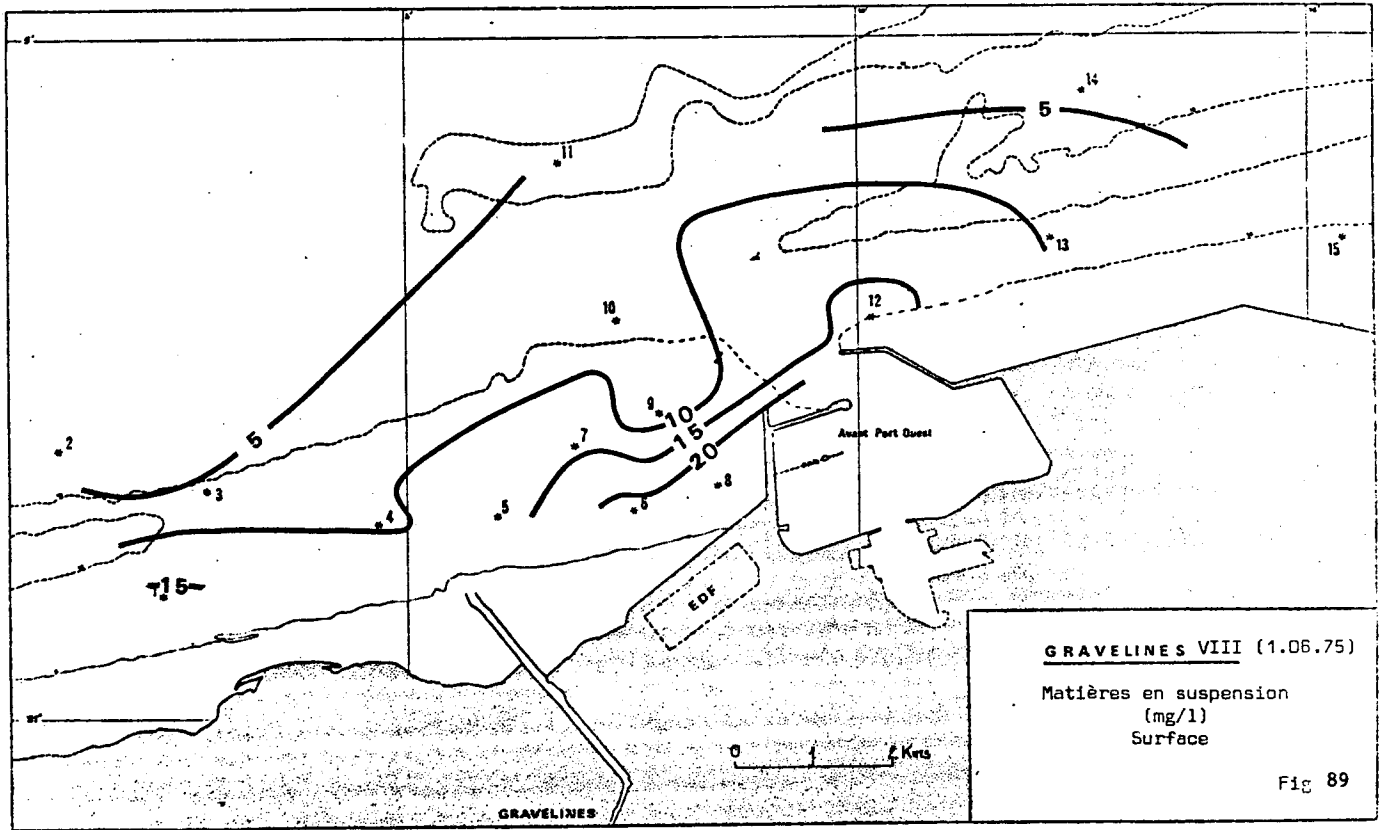 5
14
11
5
13
15
12
10
9
10
7
15
20
8
6
5
4
3
2
15
Avant Port Ouest
EDF
GRAVELINES
0 1 2 Kms
GRAVELINES VIII (1.06.75)
Matières en suspension
(mg/l)
Surface
Fig 89